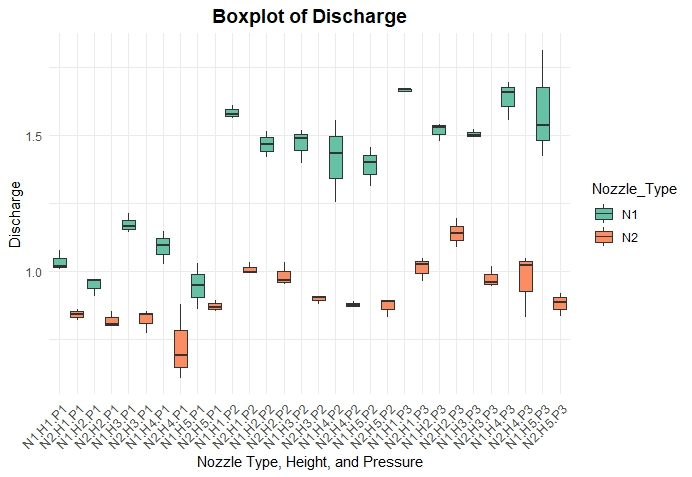 Boxplot of Discharge
Discharge
1.5
1.0
N1.H1.P1
N2.H1.P1
N1.H2.P1
N2.H2.P1
N1.H3.P1
N2.H3.P1
N1.H4.P1
N2.H4.P1
N1.H5.P1
N2.H5.P1
N1.H1.P2
N2.H1.P2
N1.H2.P2
N2.H2.P2
N1.H3.P2
N2.H3.P2
N1.H4.P2
N2.H4.P2
N1.H5.P2
N2.H5.P2
N1.H1.P3
N2.H1.P3
N1.H2.P3
N2.H2.P3
N1.H3.P3
N2.H3.P3
N1.H4.P3
N2.H4.P3
N1.H5.P3
N2.H5.P3
Nozzle Type, Height, and Pressure
Nozzle_Type
N1
N2